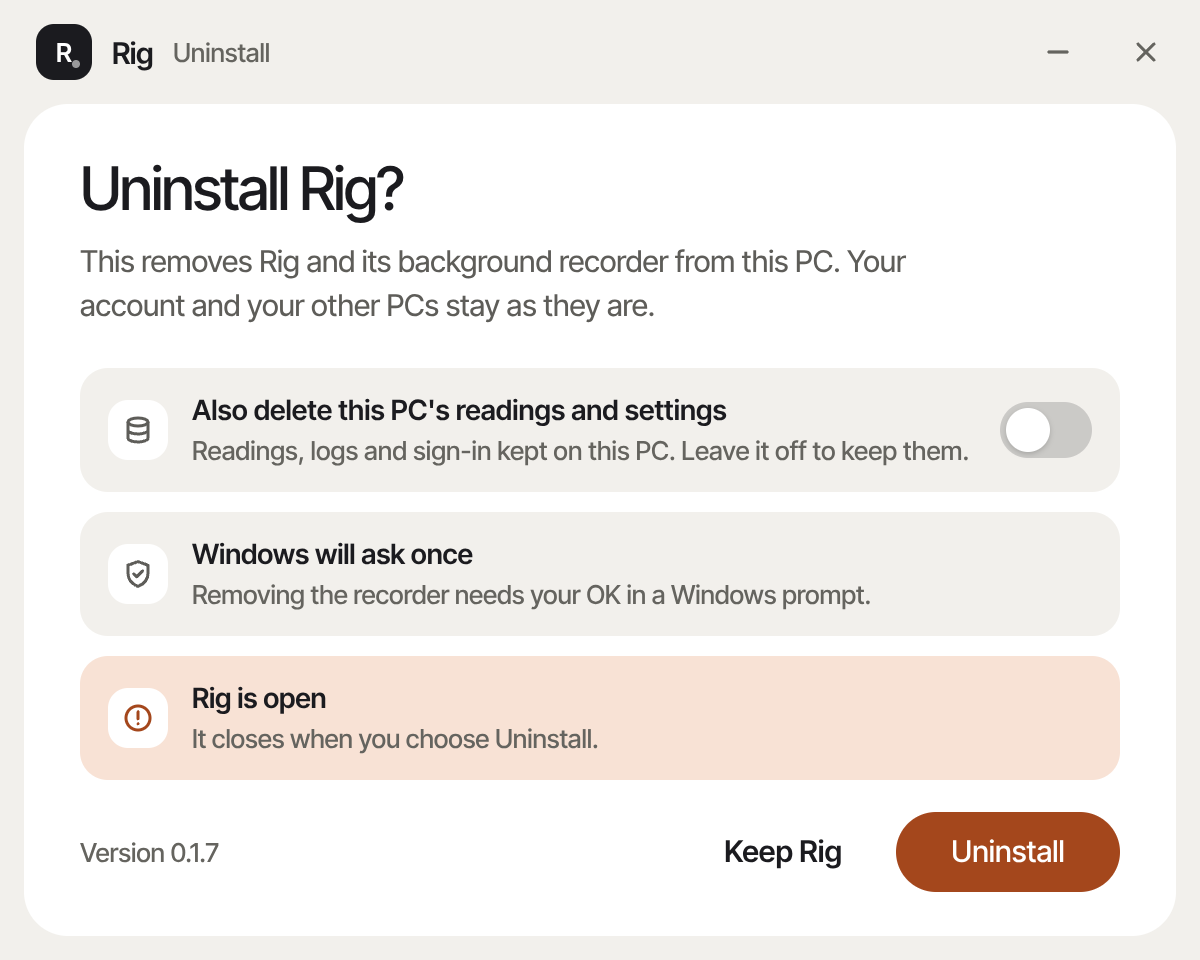 R.
Rig Uninstall
Uninstall Rig?
This removes Rig and its background recorder from this PC. Your
account and your other PCs stay as they are.
Also delete this PC's readings and settings
Readings, logs and sign-in kept on this PC. Leave it off to keep them.
Windows will ask once
Removing the recorder needs your OK in a Windows prompt.
Rig is open
It closes when you choose Uninstall.
Version 0.1.7
Keep Rig
Uninstall